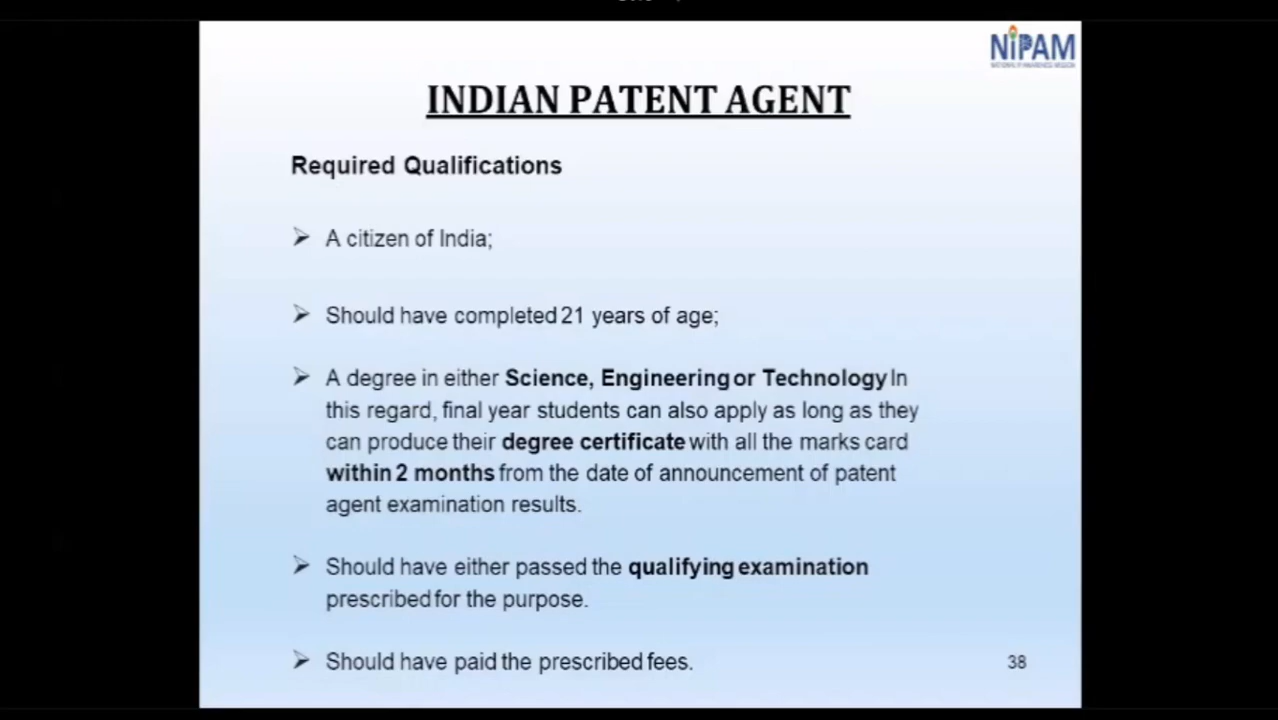 NiPAM
INDIAN PATENT AGENT
Required Qualifications
➢ A citizen of India;
➢ Should have completed 21 years of age;
➢ A degree in either Science, Engineering or Technology In
this regard, final year students can also apply as long as they
can produce their degree certificate with all the marks card
within 2 months from the date of announcement of patent
agent examination results.
➢ Should have either passed the qualifying examination
prescribed for the purpose.
➢ Should have paid the prescribed fees.
38